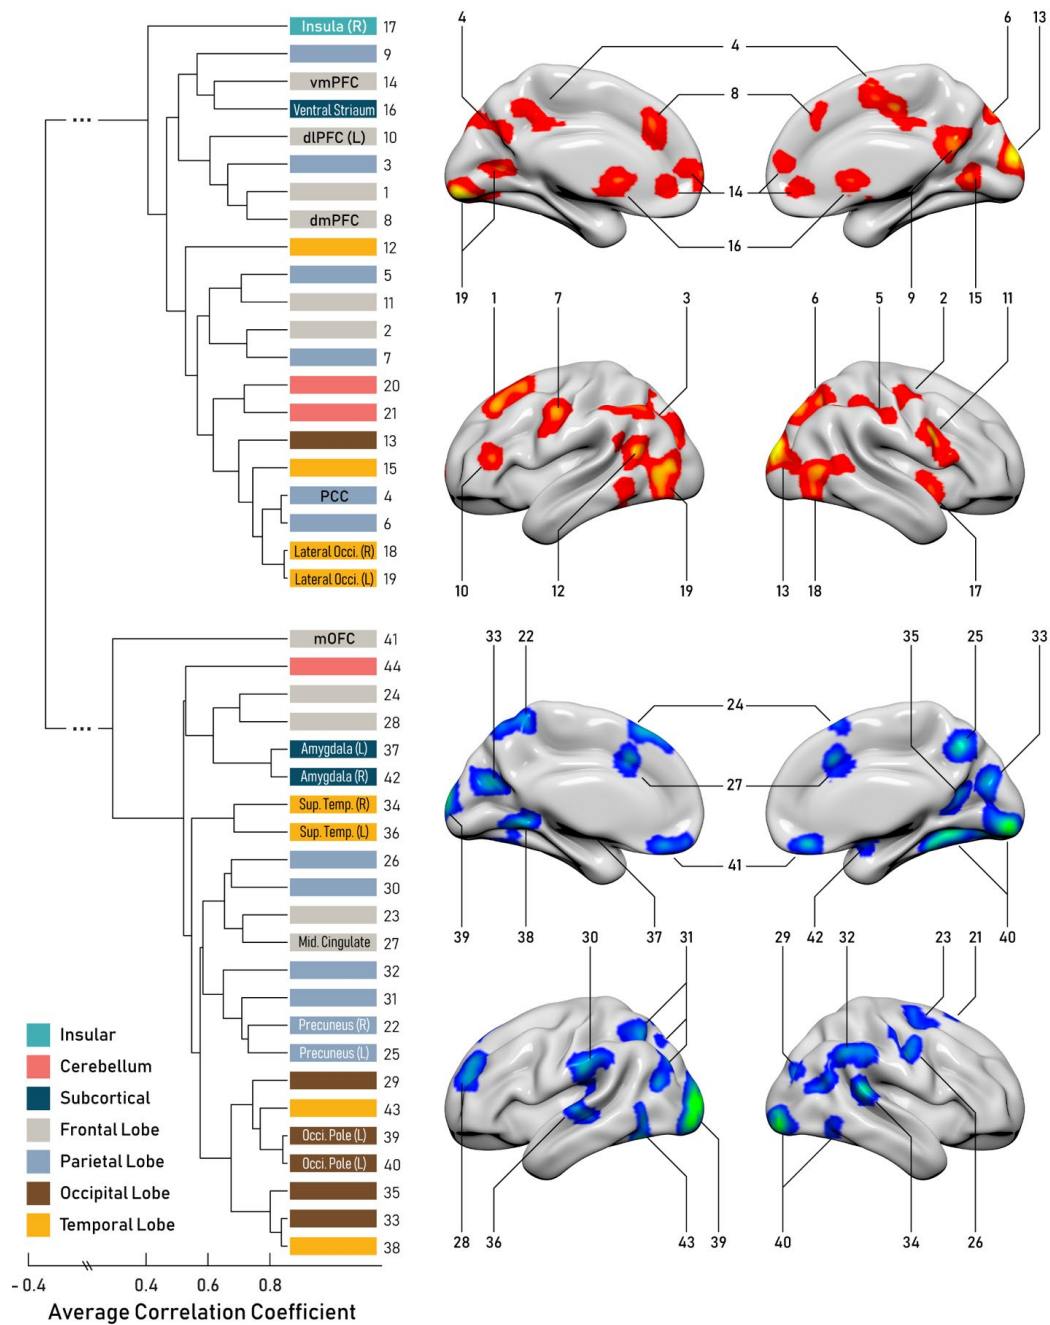 Insula (R) 17
9
vmPFC 14
Ventral Striaum 16
dlPFC (L) 10
3
1
dmPFC 8
12
5
11
2
7
20
21
13
15
PCC 4
6
Lateral Occi. (R) 18
Lateral Occi. (L) 19
...
4 4 6 13
8
14
16
19 1 7 3 6 9 5 2 15 11
10 12 19 13 18 17
mOFC 41
44
24
28
Amygdala (L) 37
Amygdala (R) 42
Sup. Temp. (R) 34
Sup. Temp. (L) 36
26
30
23
Mid. Cingulate 27
32
31
Precuneus (R) 22
Precuneus (L) 25
29
43
Occi. Pole (L) 39
Occi. Pole (L) 40
35
33
38
...
33 22 35 25 33
24
27
41
39 38 30 37 31 29 42 32 23 21 40
28 36 43 39 40 34 26
Insular
Cerebellum
Subcortical
Frontal Lobe
Parietal Lobe
Occipital Lobe
Temporal Lobe
- 0.4 0.4 0.6 0.8
Average Correlation Coefficient